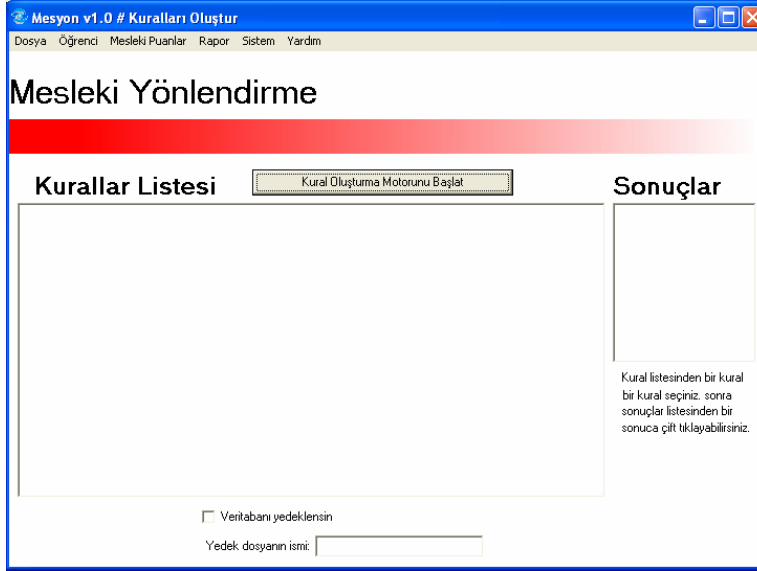 Mesyon v1.0 # Kuralları Oluştur
Dosya Öğrenci Mesleki Puanlar Rapor Sistem Yardım
Mesleki Yönlendirme
Kurallar Listesi
Kural Oluşturma Motorunu Başlat
Sonuçlar
Kural listesinden bir kural
bir kural seçiniz. sonra
sonuçlar listesinden bir
sonuca çift tıklayabilirsiniz.
Veritabanı yedeklensin
Yedek dosyanın ismi: